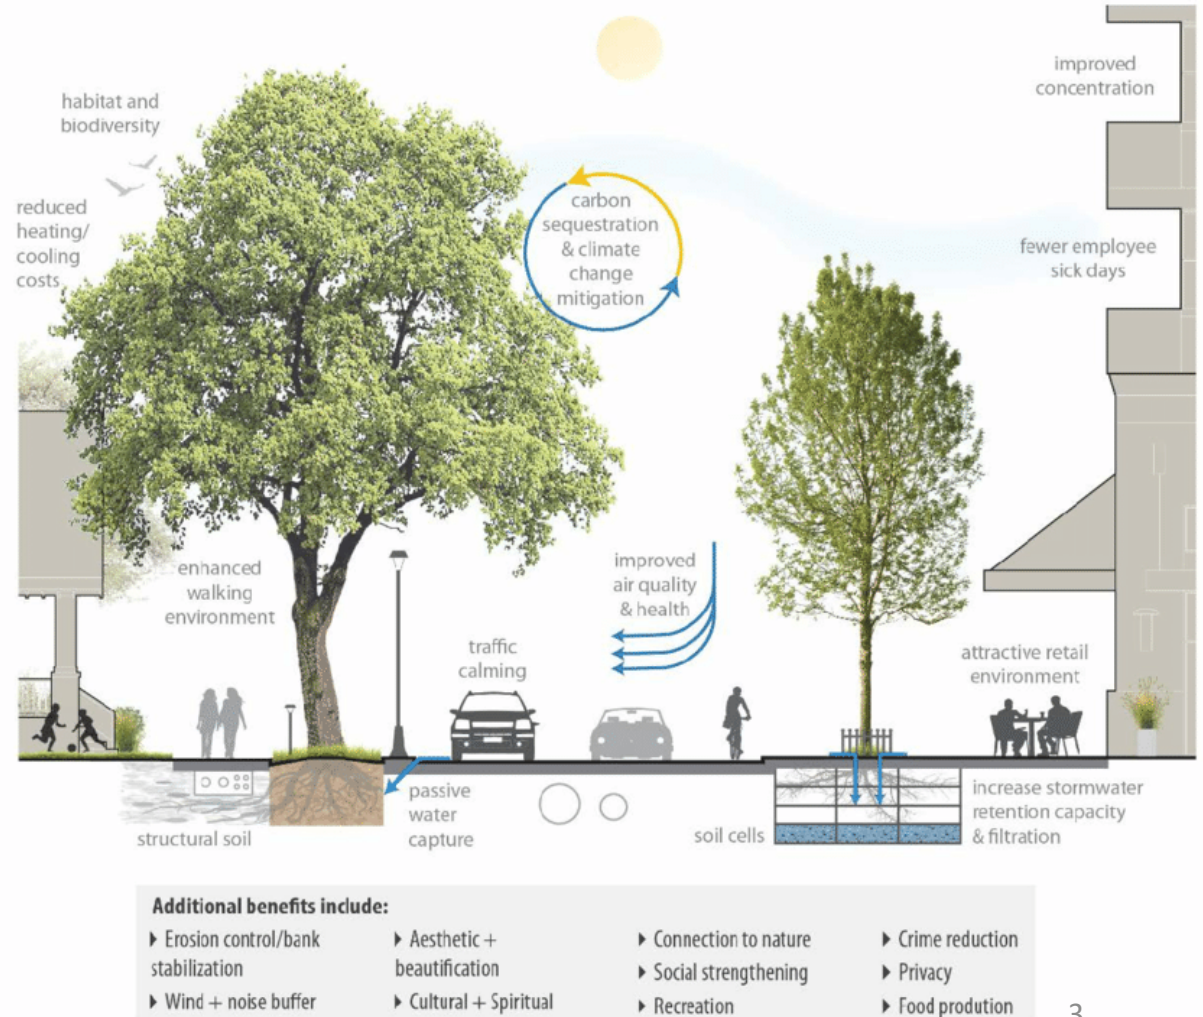 habitat and
biodiversity
reduced
heating/
cooling
costs
carbon
sequestration
& climate
change
mitigation
improved
concentration
fewer employee
sick days
enhanced
walking
environment
traffic
calming
improved
air quality
& health
attractive retail
environment
structural soil
passive
water
capture
soil cells
increase stormwater
retention capacity
& filtration
Additional benefits include:
Erosion control/bank
stabilization
Wind + noise buffer
Aesthetic +
beautification
Cultural + Spiritual
Connection to nature
Social strengthening
Recreation
Crime reduction
Privacy
Food prodution
3